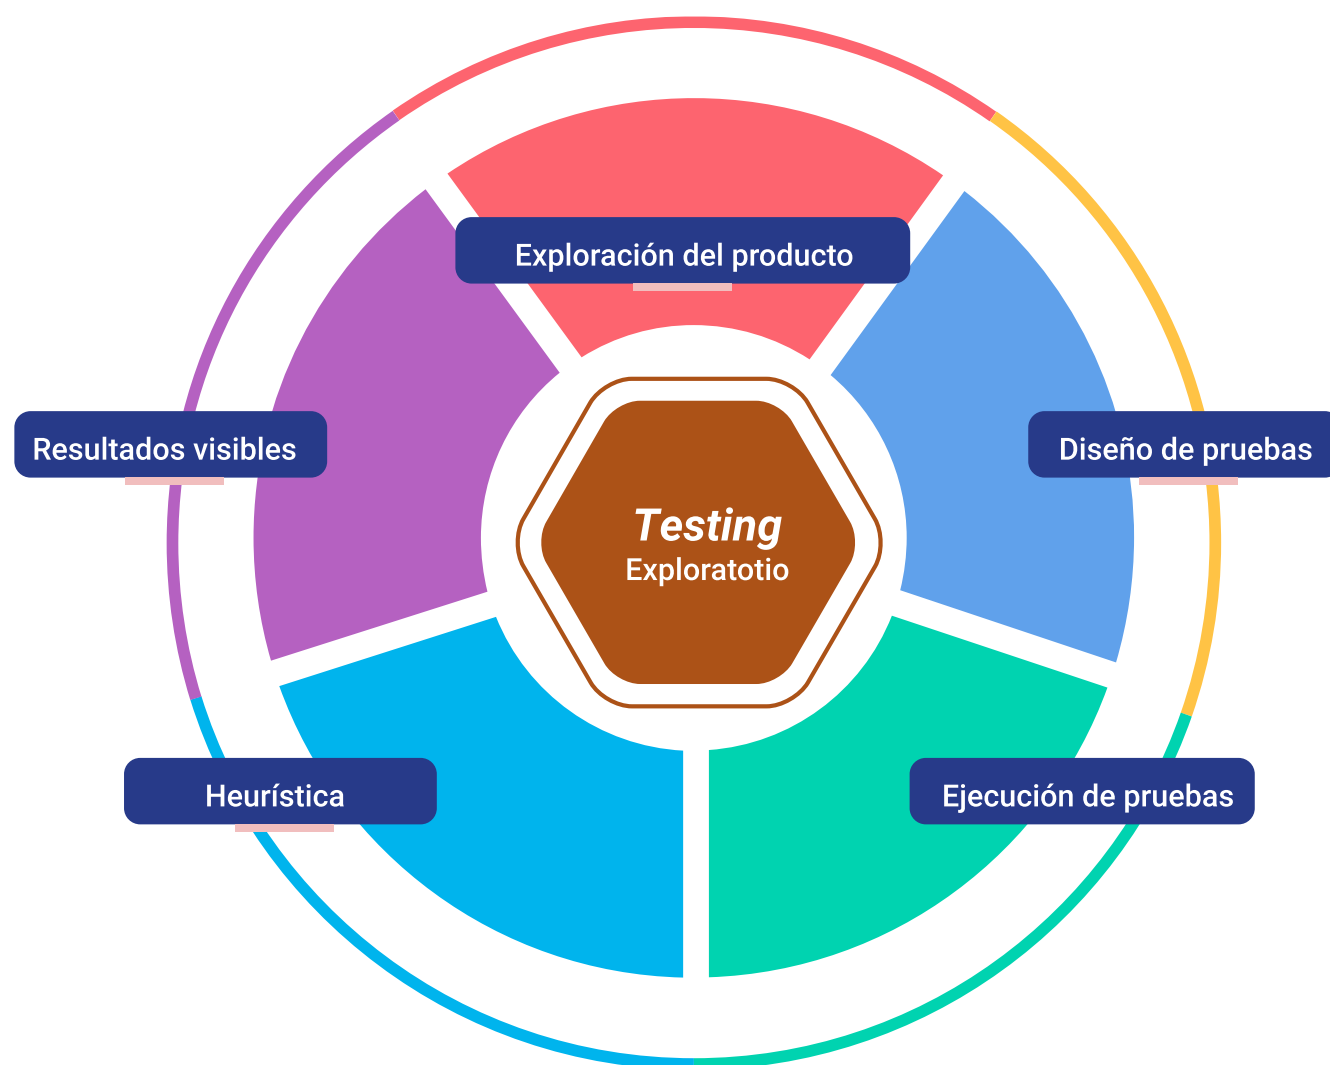 Exploración del producto
Resultados visibles
Diseño de pruebas
Testing
Exploratotio
Heurística
Ejecución de pruebas